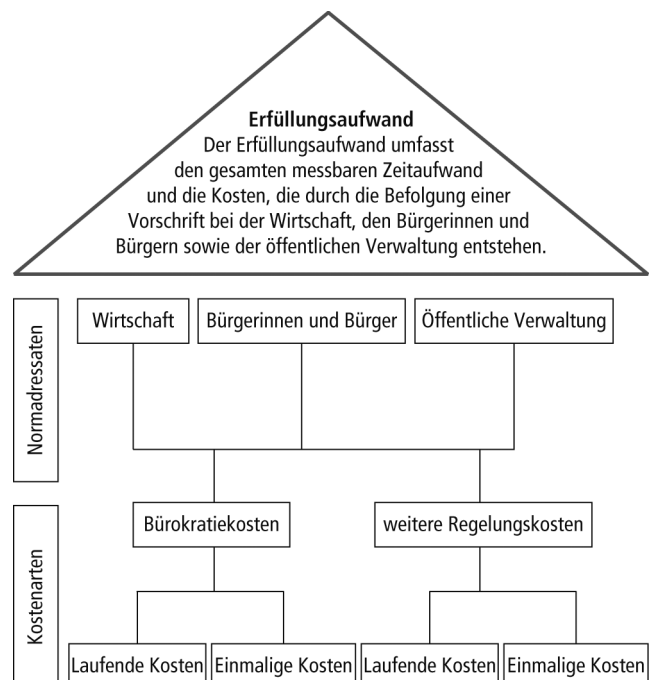 Erfüllungsaufwand
Der Erfüllungsaufwand umfasst
den gesamten messbaren Zeitaufwand
und die Kosten, die durch die Befolgung einer
Vorschrift bei der Wirtschaft, den Bürgerinnen und
Bürgern sowie der öffentlichen Verwaltung entstehen.
Normadressaten
Wirtschaft
Bürgerinnen und Bürger
Öffentliche Verwaltung
Kostenarten
Bürokratiekosten
weitere Regelungskosten
Laufende Kosten
Einmalige Kosten
Laufende Kosten
Einmalige Kosten